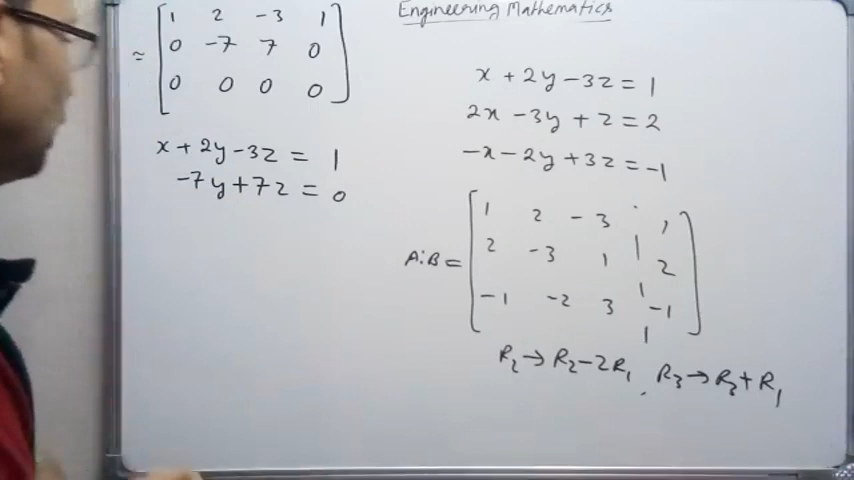 Engineering Mathematics
≈ [ 1 2 -3 1
0 -7 7 0
0 0 0 0 ]
x + 2y - 3z = 1
-7y + 7z = 0
x + 2y - 3z = 1
2x - 3y + z = 2
-x - 2y + 3z = -1
A:B = [ 1 2 -3 | 1
2 -3 1 | 2
-1 -2 3 | -1 ]
R₂ → R₂ - 2R₁ . R₃ → R₃ + R₁